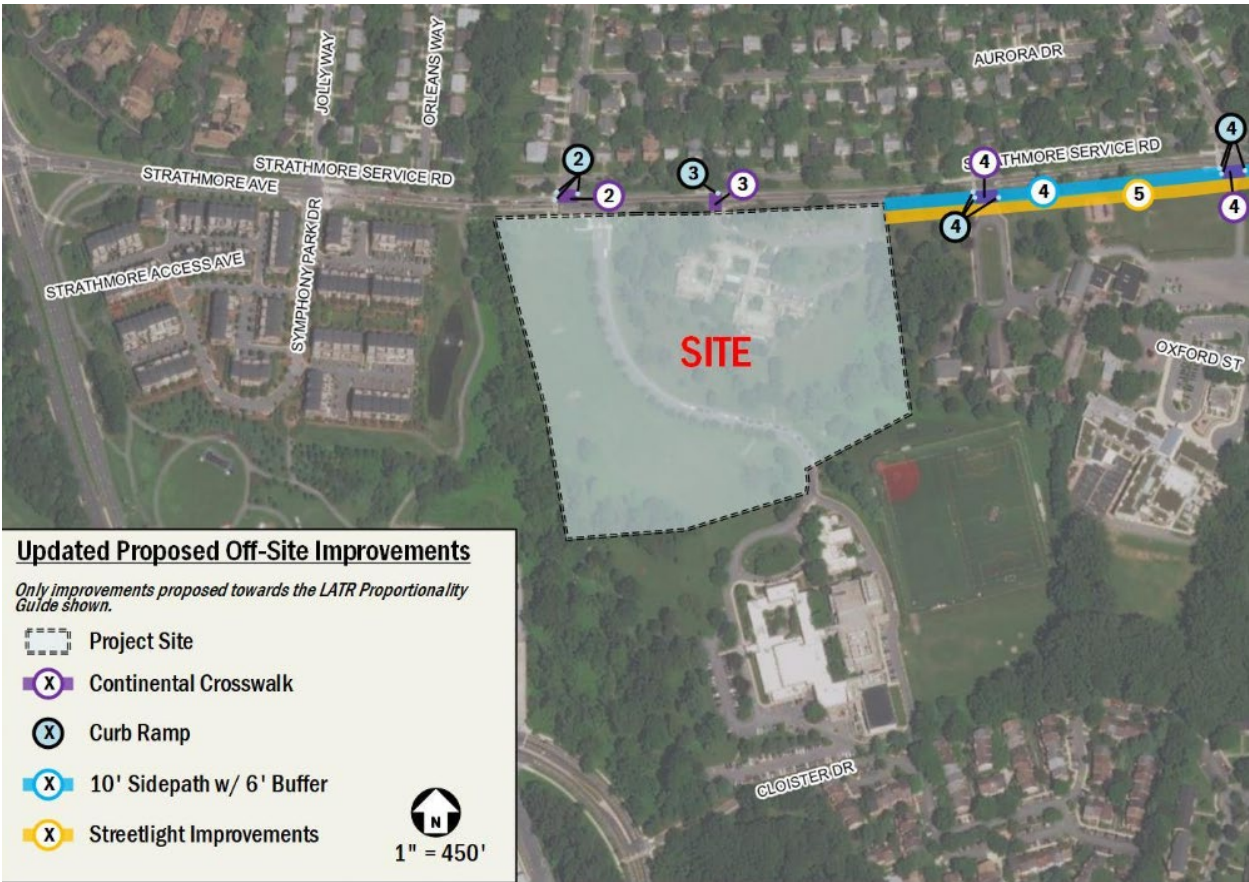 AURORA DR
JOLLY WAY
ORLEANS WAY
STRATHMORE SERVICE RD
STRATHMORE AVE
2
2
3
3
STRATHMORE SERVICE RD
4
4
4
5
4
4
STRATHMORE ACCESS AVE
SYMPHONY PARK DR
SITE
OXFORD ST
CLOISTER DR
Updated Proposed Off-Site Improvements
Only improvements proposed towards the LATR Proportionality
Guide shown.
Project Site
X Continental Crosswalk
X Curb Ramp
X 10' Sidepath w/ 6' Buffer
X Streetlight Improvements
N
1" = 450'